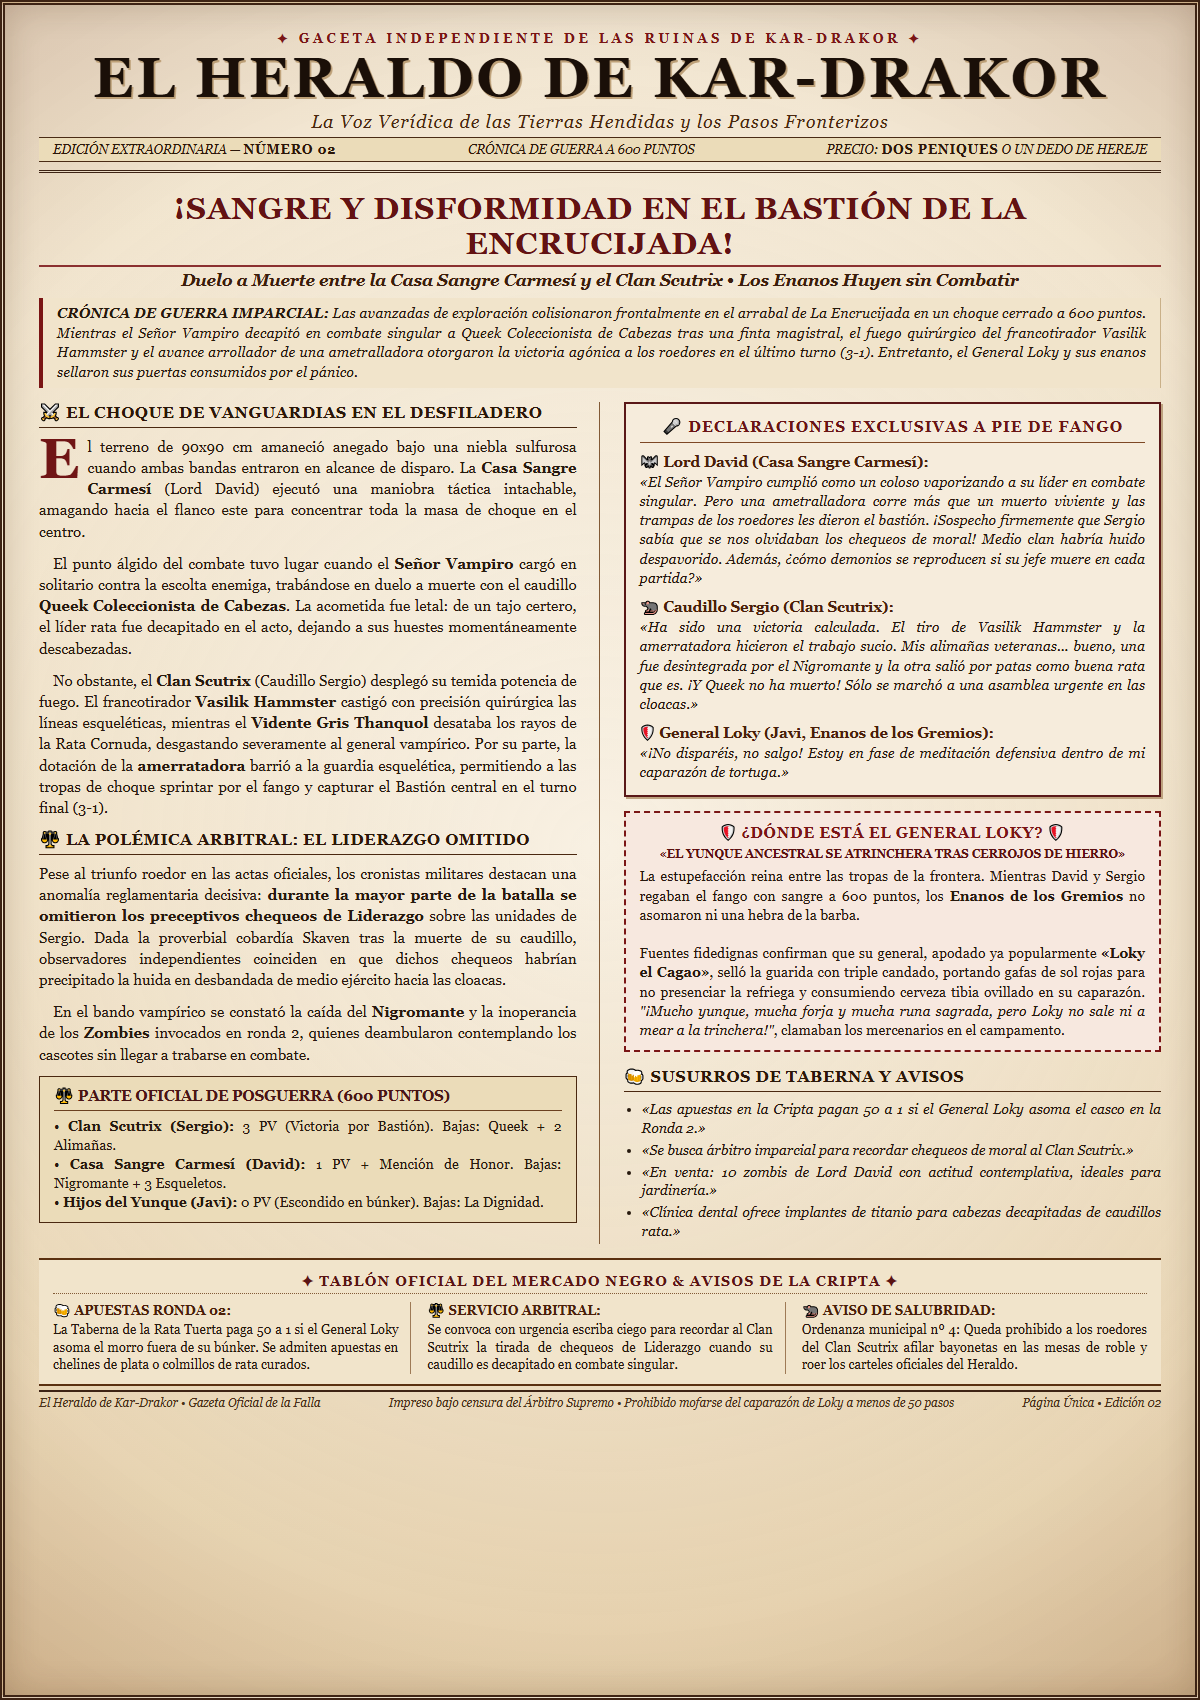 ✦ GACETA INDEPENDIENTE DE LAS RUINAS DE KAR-DRAKOR ✦
EL HERALDO DE KAR-DRAKOR
La Voz Verídica de las Tierras Hendidas y los Pasos Fronterizos
EDICIÓN EXTRAORDINARIA — NÚMERO 02
CRÓNICA DE GUERRA A 600 PUNTOS
PRECIO: DOS PENIQUES O UN DEDO DE HEREJE
¡SANGRE Y DISFORMIDAD EN EL BASTIÓN DE LA
ENCRUCIJADA!
Duelo a Muerte entre la Casa Sangre Carmesí y el Clan Scutrix • Los Enanos Huyen sin Combatir
CRÓNICA DE GUERRA IMPARCIAL: Las avanzadas de exploración colisionaron frontalmente en el arrabal de La Encrucijada en un choque cerrado a 600 puntos.
Mientras el Señor Vampiro decapitó en combate singular a Queek Coleccionista de Cabezas tras una finta magistral, el fuego quirúrgico del francotirador Vasilik
Hammster y el avance arrollador de una ametralladora otorgaron la victoria agónica a los roedores en el último turno (3-1). Entretanto, el General Loky y sus enanos
sellaron sus puertas consumidos por el pánico.
⚔️ EL CHOQUE DE VANGUARDIAS EN EL DESFILADERO
El terreno de 90x90 cm amaneció anegado bajo una niebla sulfurosa
cuando ambas bandas entraron en alcance de disparo. La Casa Sangre
Carmesí (Lord David) ejecutó una maniobra táctica intachable,
amagando hacia el flanco este para concentrar toda la masa de choque en el
centro.
El punto álgido del combate tuvo lugar cuando el Señor Vampiro cargó en
solitario contra la escolta enemiga, trabándose en duelo a muerte con el caudillo
Queek Coleccionista de Cabezas. La acometida fue letal: de un tajo certero,
el líder rata fue decapitado en el acto, dejando a sus huestes momentáneamente
descabezadas.
No obstante, el Clan Scutrix (Caudillo Sergio) desplegó su temida potencia de
fuego. El francotirador Vasilik Hammster castigó con precisión quirúrgica las
líneas esqueléticas, mientras el Vidente Gris Thanquol desataba los rayos de
la Rata Cornuda, desgastando severamente al general vampírico. Por su parte, la
dotación de la amerratadora barrió a la guardia esquelética, permitiendo a las
tropas de choque sprintar por el fango y capturar el Bastión central en el turno
final (3-1).
⚖️ LA POLÉMICA ARBITRAL: EL LIDERAZGO OMITIDO
Pese al triunfo roedor en las actas oficiales, los cronistas militares destacan una
anomalía reglamentaria decisiva: durante la mayor parte de la batalla se
omitieron los preceptivos chequeos de Liderazgo sobre las unidades de
Sergio. Dada la proverbial cobardía Skaven tras la muerte de su caudillo,
observadores independientes coinciden en que dichos chequeos habrían
precipitado la huida en desbandada de medio ejército hacia las cloacas.
En el bando vampírico se constató la caída del Nigromante y la inoperancia
de los Zombies invocados en ronda 2, quienes deambularon contemplando los
cascotes sin llegar a trabarse en combate.
⚖️ PARTE OFICIAL DE POSGUERRA (600 PUNTOS)
• Clan Scutrix (Sergio): 3 PV (Victoria por Bastión). Bajas: Queek + 2
Alimañas.
• Casa Sangre Carmesí (David): 1 PV + Mención de Honor. Bajas:
Nigromante + 3 Esqueletos.
• Hijos del Yunque (Javi): 0 PV (Escondido en búnker). Bajas: La Dignidad.
🎤 DECLARACIONES EXCLUSIVAS A PIE DE FANGO
🦇 Lord David (Casa Sangre Carmesí):
«El Señor Vampiro cumplió como un coloso vaporizando a su líder en combate
singular. Pero una ametralladora corre más que un muerto viviente y las
trampas de los roedores les dieron el bastión. ¡Sospecho firmemente que Sergio
sabía que se nos olvidaban los chequeos de moral! Medio clan habría huido
despavorido. Además, ¿cómo demonios se reproducen si su jefe muere en cada
partida?»
🐀 Caudillo Sergio (Clan Scutrix):
«Ha sido una victoria calculada. El tiro de Vasilik Hammster y la
amerratadora hicieron el trabajo sucio. Mis alimañas veteranas... bueno, una
fue desintegrada por el Nigromante y la otra salió por patas como buena rata
que es. ¡Y Queek no ha muerto! Sólo se marchó a una asamblea urgente en las
cloacas.»
🛡️ General Loky (Javi, Enanos de los Gremios):
«¡No disparéis, no salgo! Estoy en fase de meditación defensiva dentro de mi
caparazón de tortuga.»
🛡️ ¿DÓNDE ESTÁ EL GENERAL LOKY? 🛡️
«EL YUNQUE ANCESTRAL SE ATRINCHERA TRAS CERROJOS DE HIERRO»
La estupefacción reina entre las tropas de la frontera. Mientras David y Sergio
regaban el fango con sangre a 600 puntos, los Enanos de los Gremios no
asomaron ni una hebra de la barba.
Fuentes fidedignas confirman que su general, apodado ya popularmente «Loky
el Cagao», selló la guarida con triple candado, portando gafas de sol rojas para
no presenciar la refriega y consumiendo cerveza tibia ovillado en su caparazón.
"¡Mucho yunque, mucha forja y mucha runa sagrada, pero Loky no sale ni a
mear a la trinchera!", clamaban los mercenarios en el campamento.
🍻 SUSURROS DE TABERNA Y AVISOS
• «Las apuestas en la Cripta pagan 50 a 1 si el General Loky asoma el casco en la
Ronda 2.»
• «Se busca árbitro imparcial para recordar chequeos de moral al Clan Scutrix.»
• «En venta: 10 zombis de Lord David con actitud contemplativa, ideales para
jardinería.»
• «Clínica dental ofrece implantes de titanio para cabezas decapitadas de caudillos
rata.»
✦ TABLÓN OFICIAL DEL MERCADO NEGRO & AVISOS DE LA CRIPTA ✦
🍻 APUESTAS RONDA 02:
La Taberna de la Rata Tuerta paga 50 a 1 si el General Loky
asoma el morro fuera de su búnker. Se admiten apuestas en
chelines de plata o colmillos de rata curados.
⚖️ SERVICIO ARBITRAL:
Se convoca con urgencia escriba ciego para recordar al Clan
Scutrix la tirada de chequeos de Liderazgo cuando su
caudillo es decapitado en combate singular.
🐀 AVISO DE SALUBRIDAD:
Ordenanza municipal nº 4: Queda prohibido a los roedores
del Clan Scutrix afilar bayonetas en las mesas de roble y
roer los carteles oficiales del Heraldo.
El Heraldo de Kar-Drakor • Gazeta Oficial de la Falla
Impreso bajo censura del Árbitro Supremo • Prohibido mofarse del caparazón de Loky a menos de 50 pasos
Página Única • Edición 02